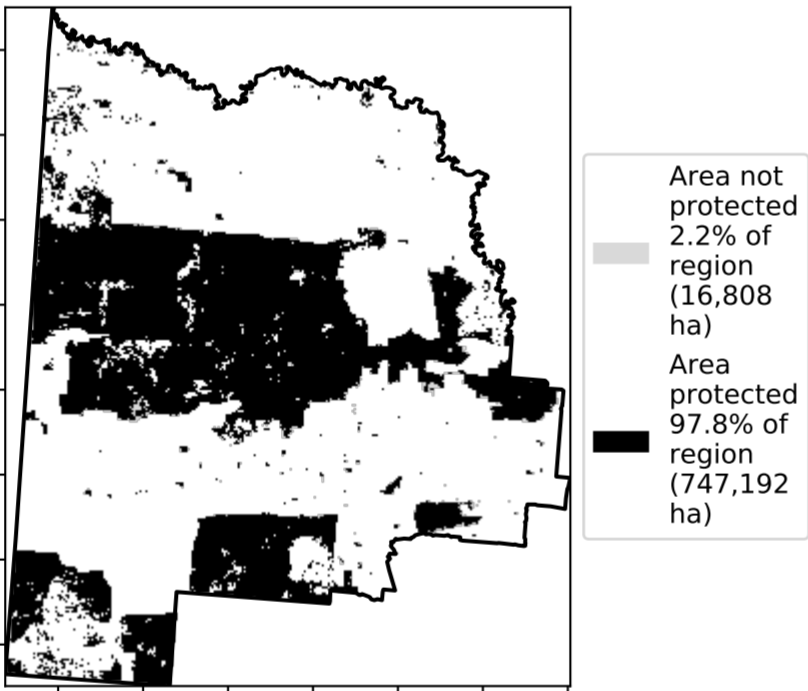 Area not
protected
2.2% of
region
(16,808
ha)
Area
protected
97.8% of
region
(747,192
ha)